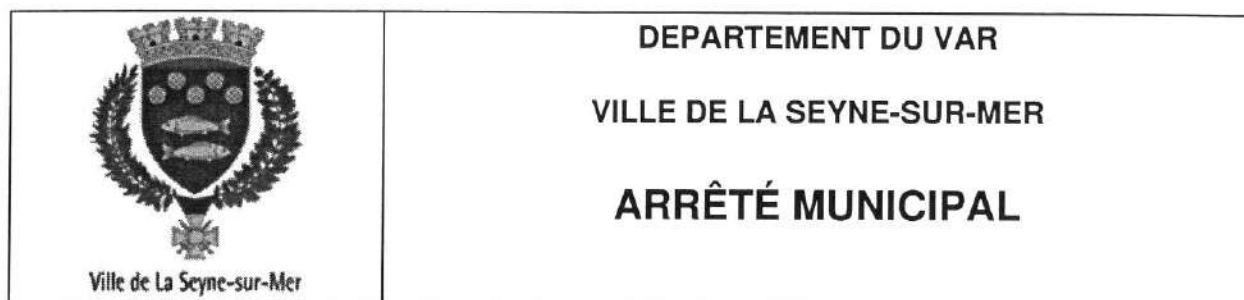 DEPARTEMENT DU VAR
VILLE DE LA SEYNE-SUR-MER
ARRÊTÉ MUNICIPAL
Ville de La Seyne-sur-Mer